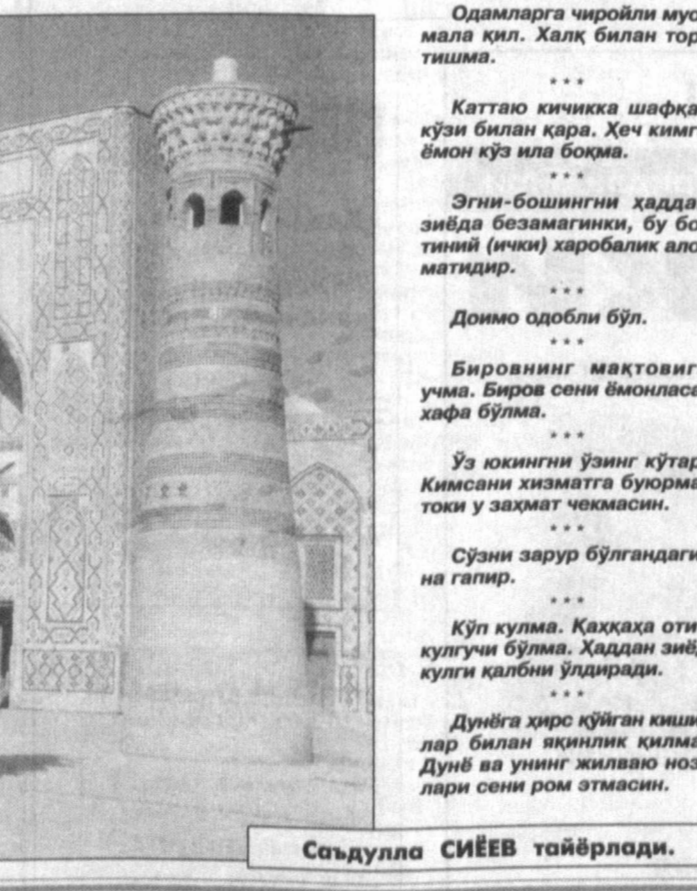 Одамларга чиройли муо
мала қил. Халқ билан тор
тишма.
* * *
Каттаю кичикка шафқа
кўзи билан қара. Ҳеч кимг
ёмон кўз ила боқма.
* * *
Эгни-бошингни ҳадда
зиёда безамагинки, бу бо
тиний (ички) харобалик ало
матидир.
* * *
Доимо одобли бўл.
* * *
Бировнинг мақтовиг
учма. Биров сени ёмонласа
хафа бўлма.
* * *
Ўз юкингни ўзинг кўтар
Кимсани хизматга буюрма
токи у заҳмат чекмасин.
* * *
Сўзни зарур бўлгандаги
на гапир.
* * *
Кўп кулма. Қаҳқаҳа оти
кулгучи бўлма. Ҳаддан зиё
кулги қалбни ўлдиради.
* * *
Дунёга ҳирс қўйган киши
лар билан яқинлик қилма
Дунё ва унинг жилваю ноз
лари сени ром этмасин.
Саъдулла СИЁЕВ тайёрлади.